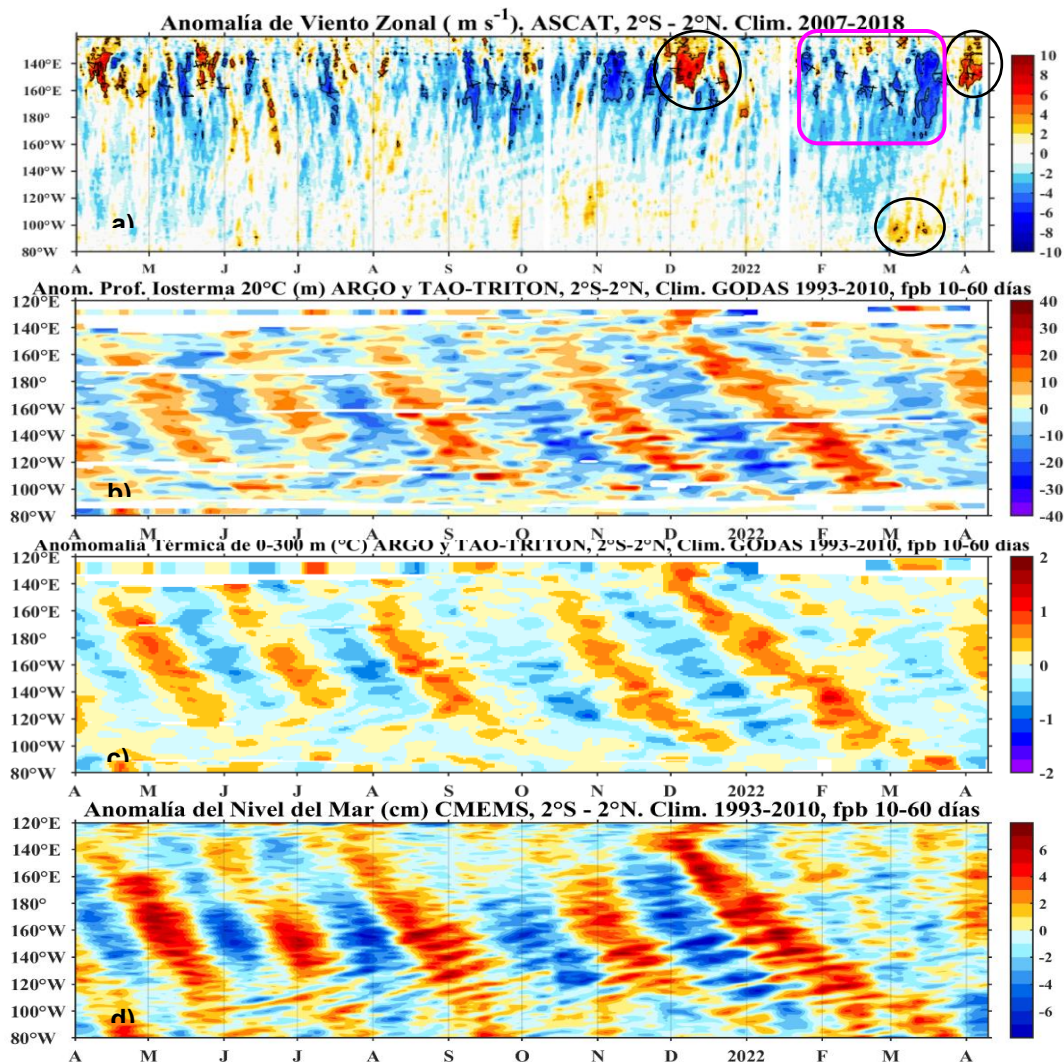 Anomalía de Viento Zonal ( m s⁻¹). ASCAT, 2°S - 2°N. Clim. 2007-2018
140°E
160°E
180°
160°W
140°W
120°W
100°W
80°W
a)
10
8
6
4
2
0
-2
-4
-6
-8
-10
A M J J A S O N D 2022 F M A
Anom. Prof. Iosterma 20°C (m) ARGO y TAO-TRITON, 2°S-2°N, Clim. GODAS 1993-2010, fpb 10-60 días
120°E
140°E
160°E
180°
160°W
140°W
120°W
100°W
80°W
b)
40
30
20
10
0
-10
-20
-30
-40
A M J J A S O N D 2022 F M A
Anomomalía Térmica de 0-300 m (°C) ARGO y TAO-TRITON, 2°S-2°N, Clim. GODAS 1993-2010, fpb 10-60 días
120°E
140°E
160°E
180°
160°W
140°W
120°W
100°W
80°W
c)
2
1
0
-1
-2
A M J J A S O N D 2022 F M A
Anomalía del Nivel del Mar (cm) CMEMS, 2°S - 2°N. Clim. 1993-2010, fpb 10-60 días
120°E
140°E
160°E
180°
160°W
140°W
120°W
100°W
80°W
d)
6
4
2
0
-2
-4
-6
A M J J A S O N D 2022 F M A